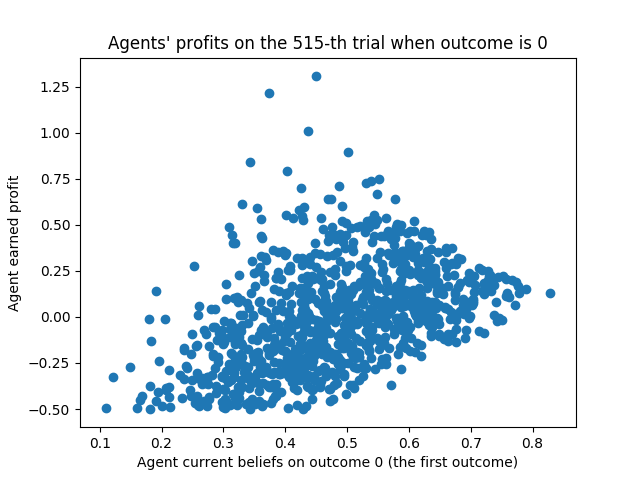 Agents' profits on the 515-th trial when outcome is 0
Agent earned profit
1.25
1.00
0.75
0.50
0.25
0.00
−0.25
−0.50
0.1 0.2 0.3 0.4 0.5 0.6 0.7 0.8
Agent current beliefs on outcome 0 (the first outcome)